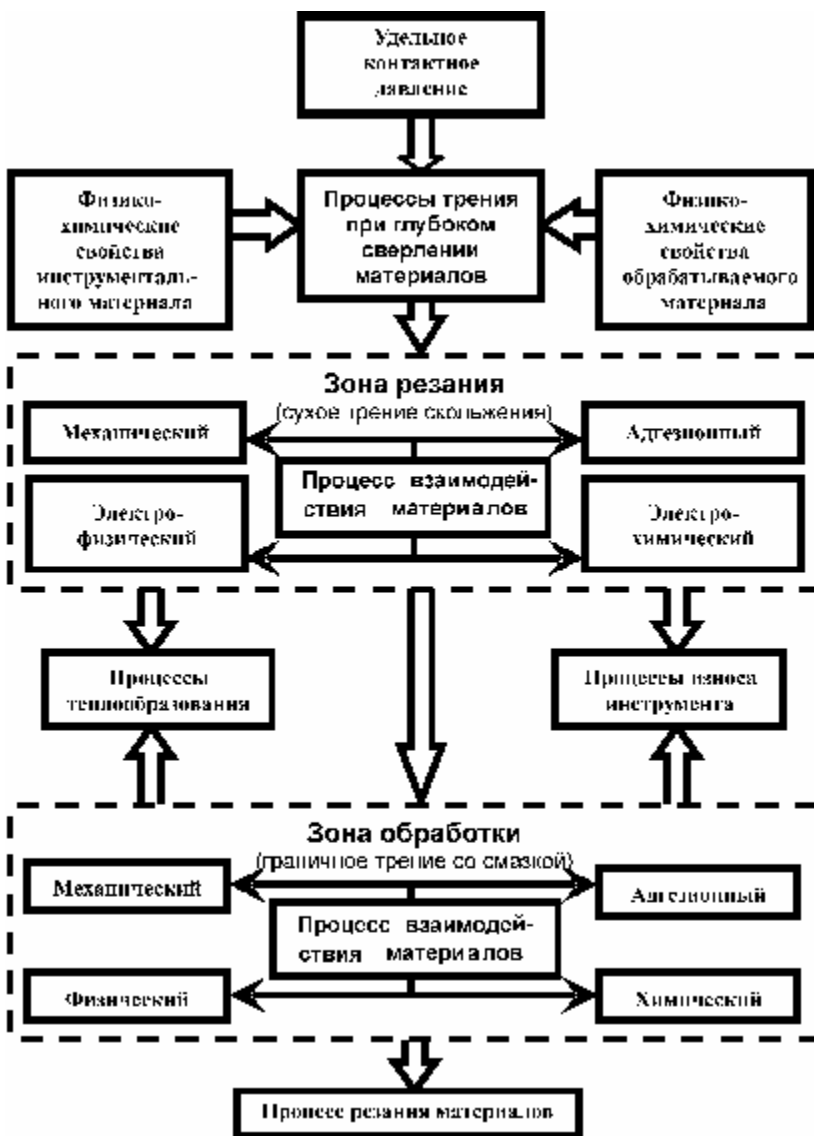 Удельное
контактное
давление
Физико-
химические
свойства
инструменталь-
ного материала
Процессы трения
при глубоком
сверлении
материалов
Физико-
химические
свойства
обрабатываемого
материала
Зона резания
(сухое трение скольжения)
Механический
Адгезионный
Процесс взаимодей-
ствия материалов
Электро-
физический
Электро-
химический
Процессы
теплообразования
Процессы износа
инструмента
Зона обработки
(граничное трение со смазкой)
Механический
Адгезионный
Процесс взаимодей-
ствия материалов
Физический
Химический
Процесс резания материалов